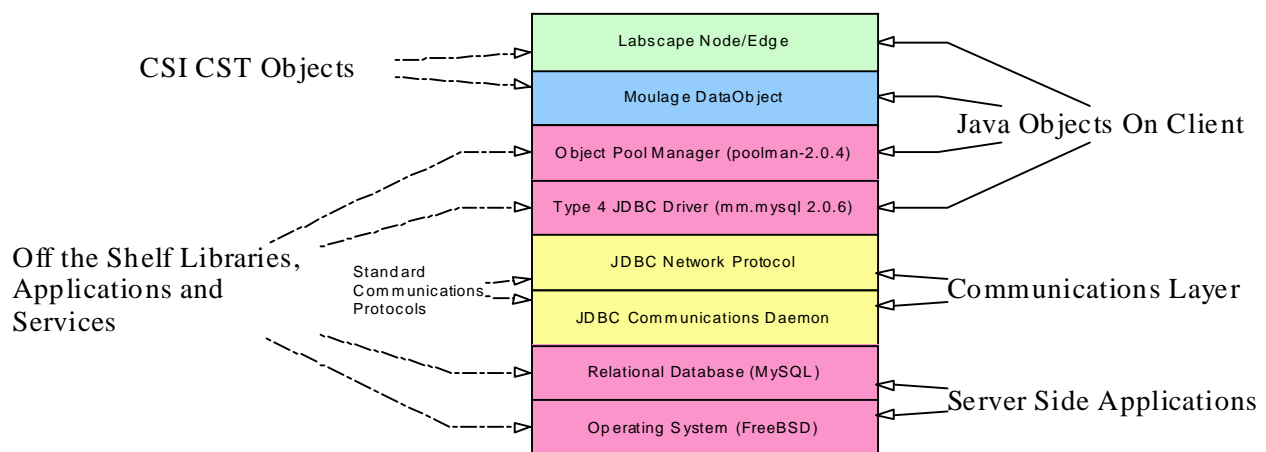 Labscape Node/Edge
CSI CST Objects
Moulage DataObject
Java Objects On Client
Object Pool Manager (poolman-2.0.4)
Type 4 JDBC Driver (mm.mysql 2.0.6)
Off the Shelf Libraries,
Applications and
Services
Standard
Communications
Protocols
JDBC Network Protocol
Communications Layer
JDBC Communications Daemon
Relational Database (MySQL)
Server Side Applications
Operating System (FreeBSD)